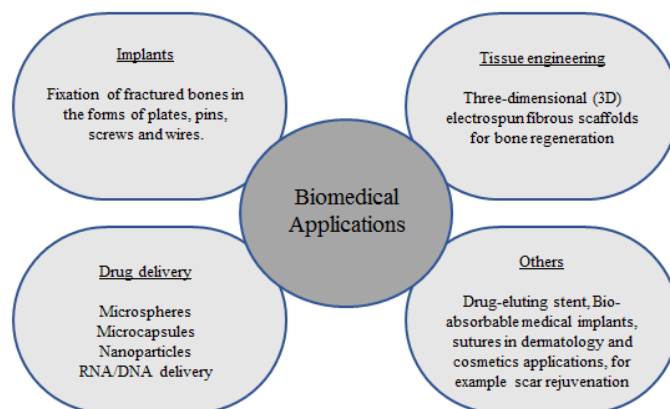 Implants
Fixation of fractured bones in
the forms of plates, pins,
screws and wires.
Tissue engineering
Three-dimensional (3D)
electrospun fibrous scaffolds
for bone regeneration
Biomedical
Applications
Drug delivery
Microspheres
Microcapsules
Nanoparticles
RNA/DNA delivery
Others
Drug-eluting stent, Bio-
absorbable medical implants,
sutures in dermatology and
cosmetics applications, for
example scar rejuvenation